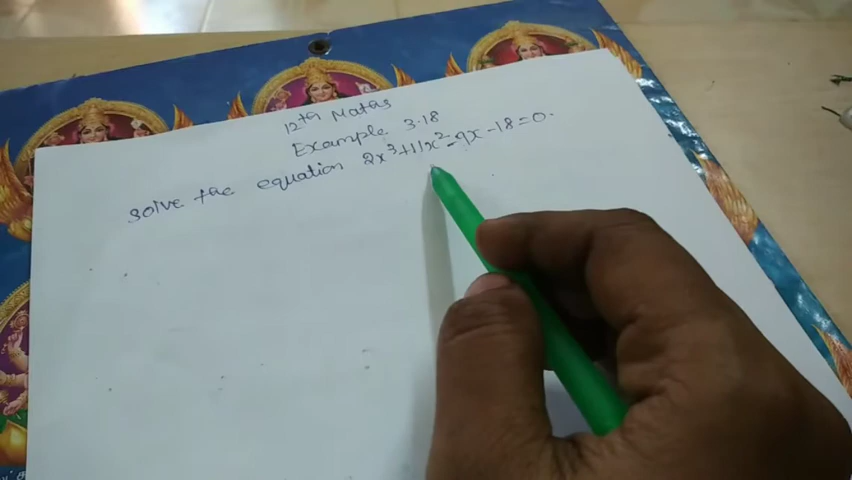 12th Maths
Example 3.18
solve the equation 2x³+11x²-9x-18=0.